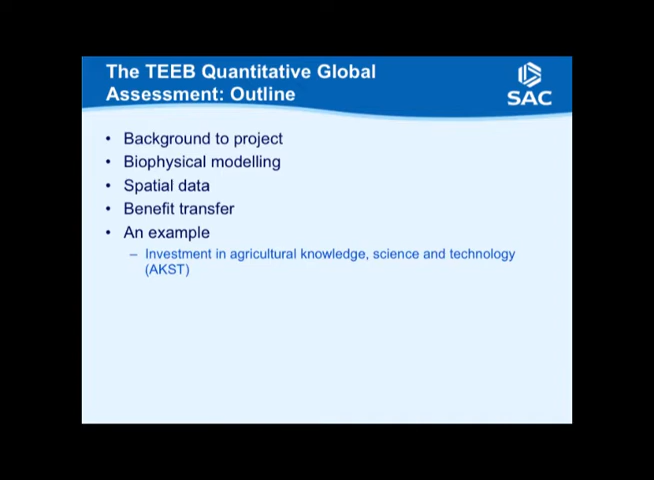 The TEEB Quantitative Global
Assessment: Outline
SAC
• Background to project
• Biophysical modelling
• Spatial data
• Benefit transfer
• An example
– Investment in agricultural knowledge, science and technology
(AKST)